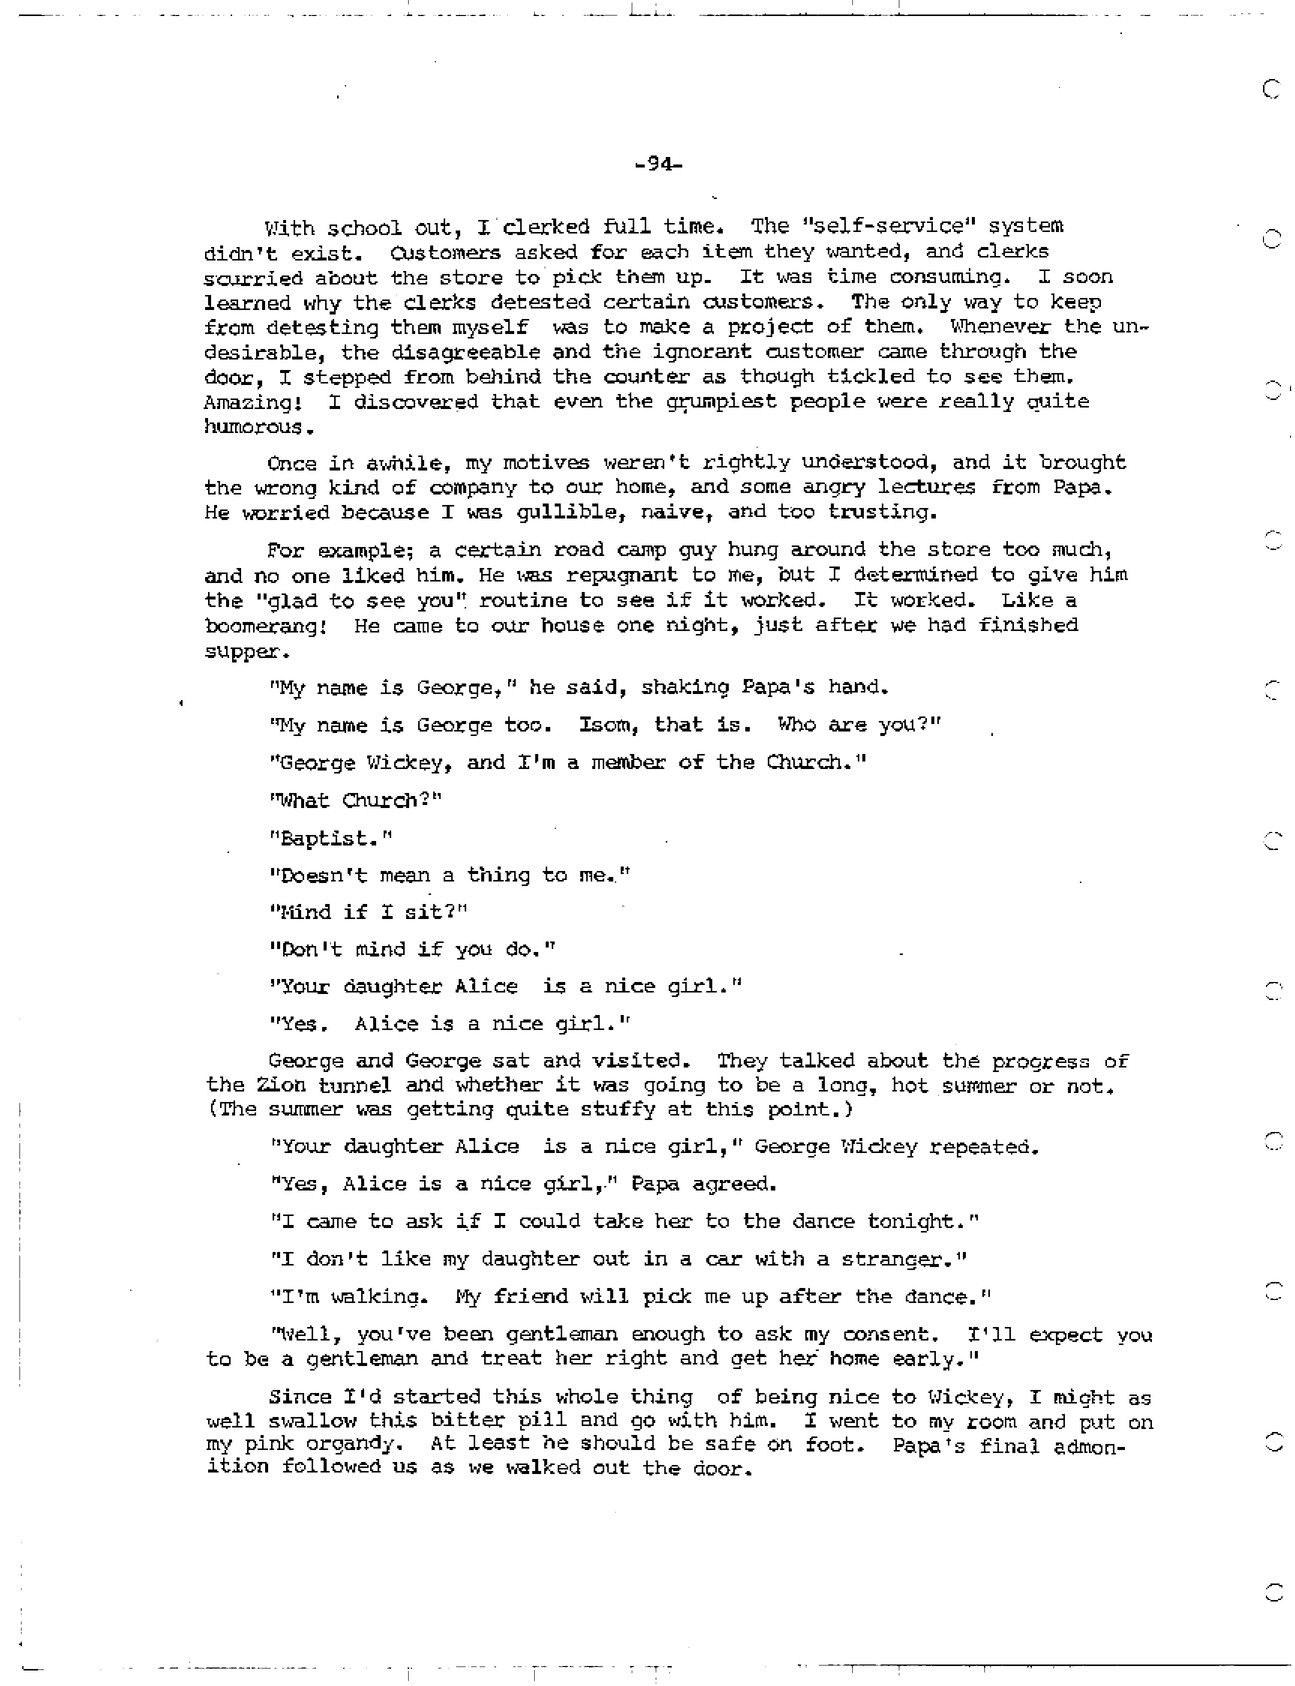 -94-
With school out, I clerked full time. The "self-service" system
didn't exist. Customers asked for each item they wanted, and clerks
scurried about the store to pick them up. It was time consuming. I soon
learned why the clerks detested certain customers. The only way to keep
from detesting them myself was to make a project of them. Whenever the un-
desirable, the disagreeable and the ignorant customer came through the
door, I stepped from behind the counter as though tickled to see them.
Amazing! I discovered that even the grumpiest people were really quite
humorous.
Once in awhile, my motives weren't rightly understood, and it brought
the wrong kind of company to our home, and some angry lectures from Papa.
He worried because I was gullible, naive, and too trusting.
For example; a certain road camp guy hung around the store too much,
and no one liked him. He was repugnant to me, but I determined to give him
the "glad to see you" routine to see if it worked. It worked. Like a
boomerang! He came to our house one night, just after we had finished
supper.
"My name is George," he said, shaking Papa's hand.
"My name is George too. Isom, that is. Who are you?"
"George Wickey, and I'm a member of the Church."
"What Church?"
"Baptist."
"Doesn't mean a thing to me."
"Mind if I sit?"
"Don't mind if you do."
"Your daughter Alice is a nice girl."
"Yes. Alice is a nice girl."
George and George sat and visited. They talked about the progress of
the Zion tunnel and whether it was going to be a long, hot summer or not.
(The summer was getting quite stuffy at this point.)
"Your daughter Alice is a nice girl," George Wickey repeated.
"Yes, Alice is a nice girl," Papa agreed.
"I came to ask if I could take her to the dance tonight."
"I don't like my daughter out in a car with a stranger."
"I'm walking. My friend will pick me up after the dance."
"Well, you've been gentleman enough to ask my consent. I'll expect you
to be a gentleman and treat her right and get her home early."
Since I'd started this whole thing of being nice to Wickey, I might as
well swallow this bitter pill and go with him. I went to my room and put on
my pink organdy. At least he should be safe on foot. Papa's final admon-
ition followed us as we walked out the door.